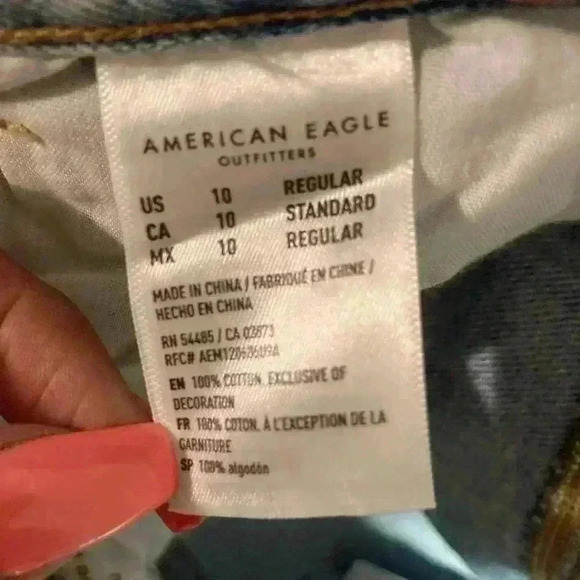 AMERICAN EAGLE
OUTFITTERS
US 10 REGULAR
CA 10 STANDARD
MX 10 REGULAR
MADE IN CHINA / FABRIQUÉ EN CHINE /
HECHO EN CHINA
RN 54485 / CA 03873
RFC#
EN 100% COTTON, EXCLUSIVE OF
DECORATION
FR 100% COTON, À L'EXCEPTION DE LA
GARNITURE
SP 100% algodón